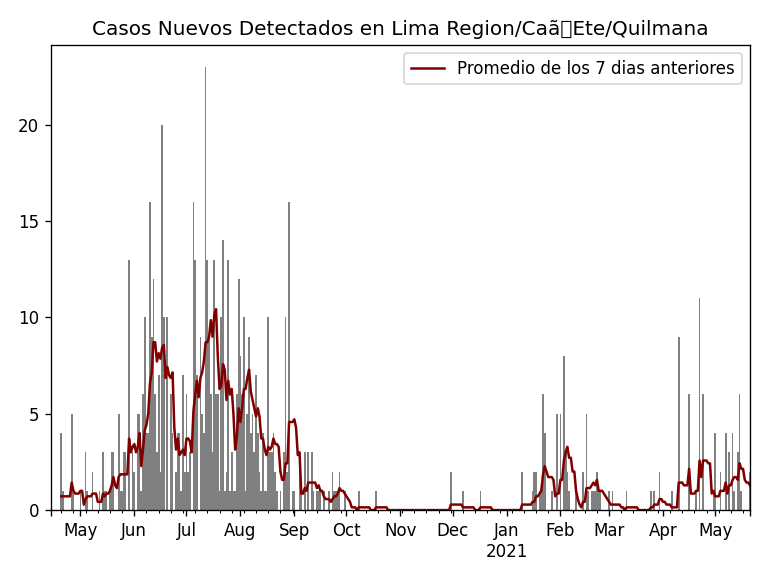 Casos Nuevos Detectados en Lima Region/Caã▯Ete/Quilmana
Promedio de los 7 dias anteriores
20
15
10
5
0
May Jun Jul Aug Sep Oct Nov Dec Jan Feb Mar Apr May
2021